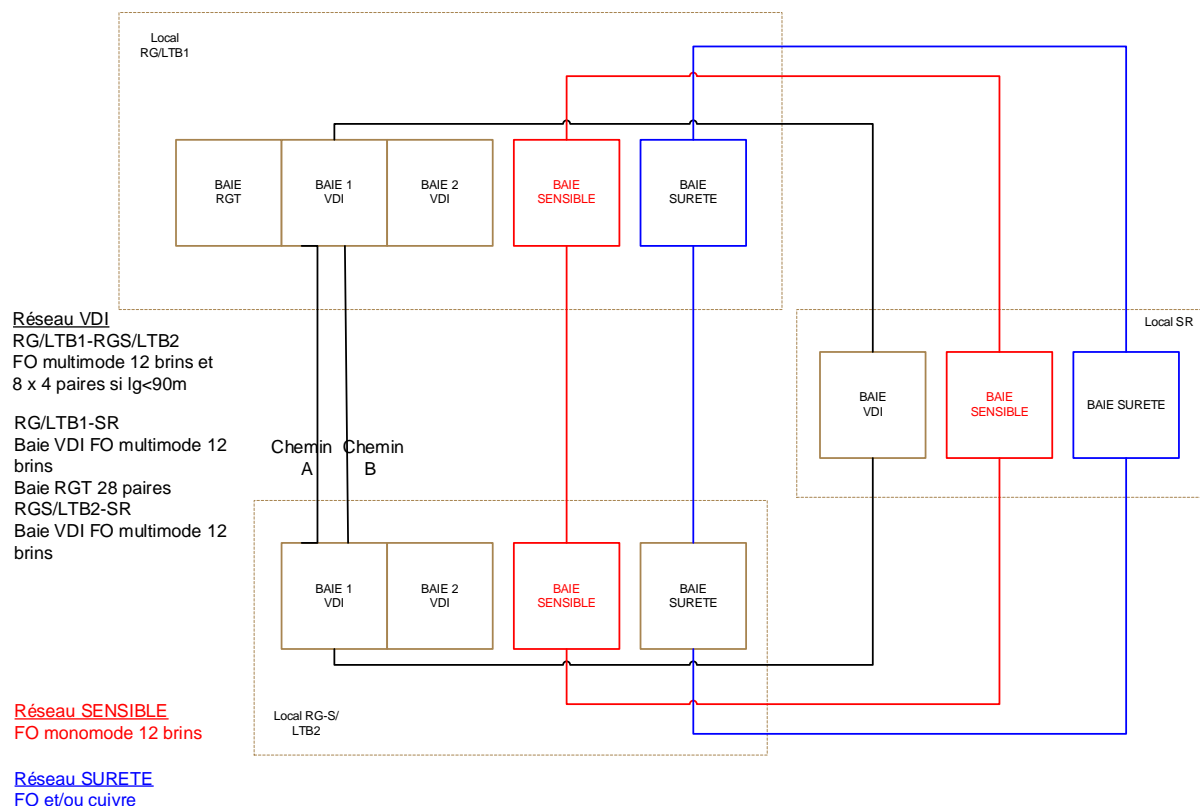 Local
RG/LTB1
BAIE
RGT
BAIE 1
VDI
BAIE 2
VDI
BAIE
SENSIBLE
BAIE
SURETE
Réseau VDI
RG/LTB1-RGS/LTB2
FO multimode 12 brins et
8 x 4 paires si lg<90m
RG/LTB1-SR
Baie VDI FO multimode 12
brins
Baie RGT 28 paires
RGS/LTB2-SR
Baie VDI FO multimode 12
brins
Chemin
A
Chemin
B
Local SR
BAIE
VDI
BAIE
SENSIBLE
BAIE SURETE
BAIE 1
VDI
BAIE 2
VDI
BAIE
SENSIBLE
BAIE
SURETE
Local RG-S/
LTB2
Réseau SENSIBLE
FO monomode 12 brins
Réseau SURETE
FO et/ou cuivre